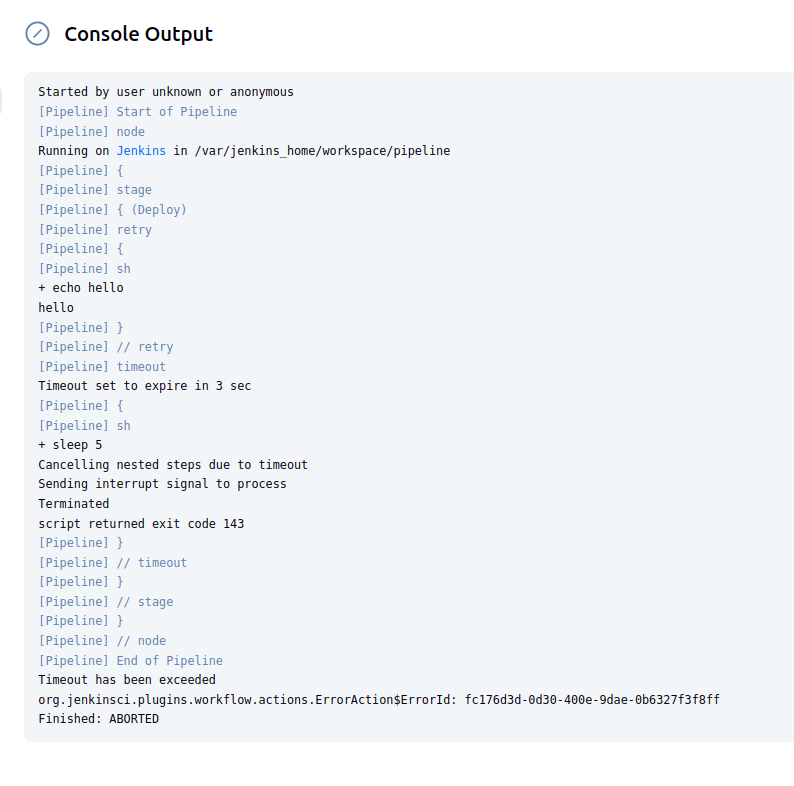 Console Output
Started by user unknown or anonymous
[Pipeline] Start of Pipeline
[Pipeline] node
Running on Jenkins in /var/jenkins_home/workspace/pipeline
[Pipeline] {
[Pipeline] stage
[Pipeline] { (Deploy)
[Pipeline] retry
[Pipeline] {
[Pipeline] sh
+ echo hello
hello
[Pipeline] }
[Pipeline] // retry
[Pipeline] timeout
Timeout set to expire in 3 sec
[Pipeline] {
[Pipeline] sh
+ sleep 5
Cancelling nested steps due to timeout
Sending interrupt signal to process
Terminated
script returned exit code 143
[Pipeline] }
[Pipeline] // timeout
[Pipeline] }
[Pipeline] // stage
[Pipeline] }
[Pipeline] // node
[Pipeline] End of Pipeline
Timeout has been exceeded
org.jenkinsci.plugins.workflow.actions.ErrorAction$ErrorId: fc176d3d-0d30-400e-9dae-0b6327f3f8ff
Finished: ABORTED